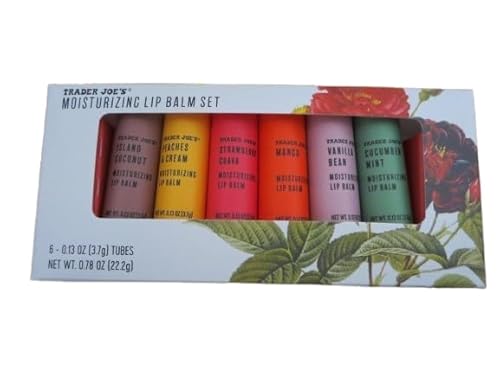 TRADER JOE'S®
MOISTURIZING LIP BALM SET
TRADER JOE'S
ISLAND
COCONUT
MOISTURIZING
LIP BALM
TRADER JOE'S
PEACHES
& CREAM
MOISTURIZING
LIP BALM
TRADER JOE'S
STRAWBERRY
GUAVA
MOISTURIZING
LIP BALM
TRADER JOE'S
MANGO
MOISTURIZING
LIP BALM
TRADER JOE'S
VANILLA
BEAN
MOISTURIZING
LIP BALM
TRADER JOE'S
CUCUMBER
MINT
MOISTURIZING
LIP BALM
6 - 0.13 OZ (3.7g) TUBES
NET WT. 0.78 OZ (22.2g)